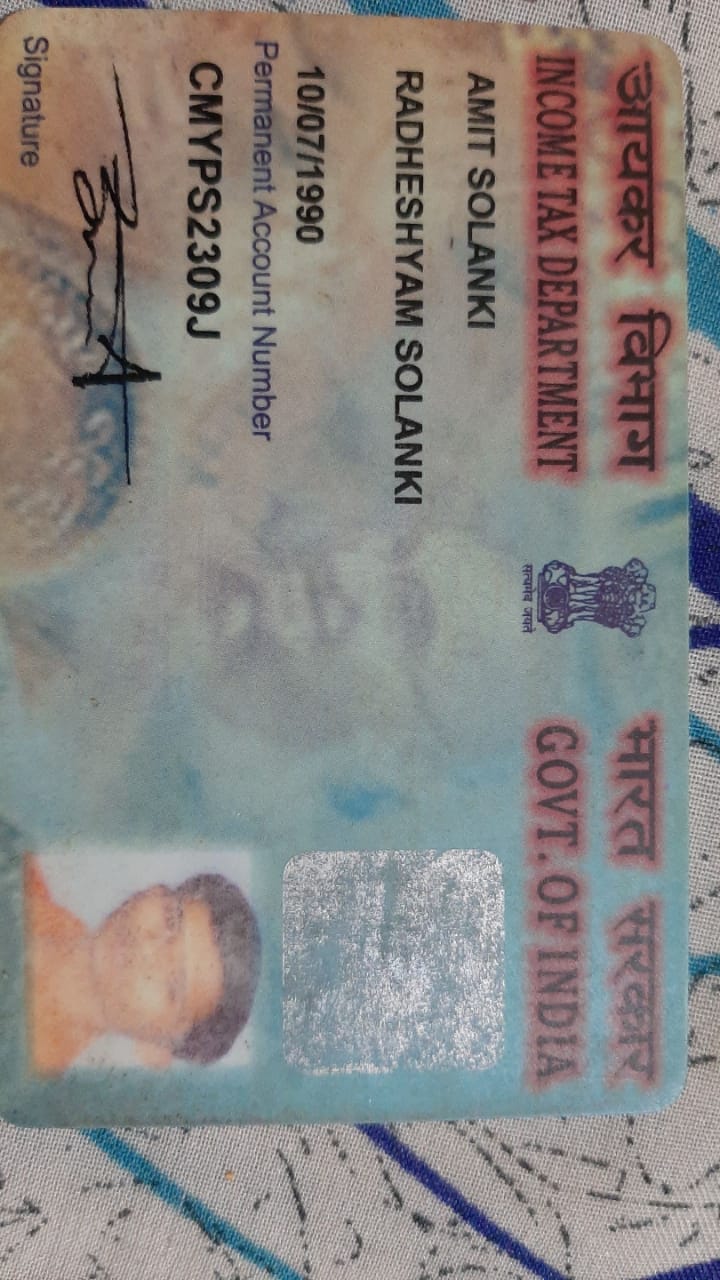 आयकर विभाग
INCOME TAX DEPARTMENT
सत्यमेव जयते
भारत सरकार
GOVT. OF INDIA
AMIT SOLANKI
RADHESHYAM SOLANKI
10/07/1990
Permanent Account Number
CMYPS2309J
Signature